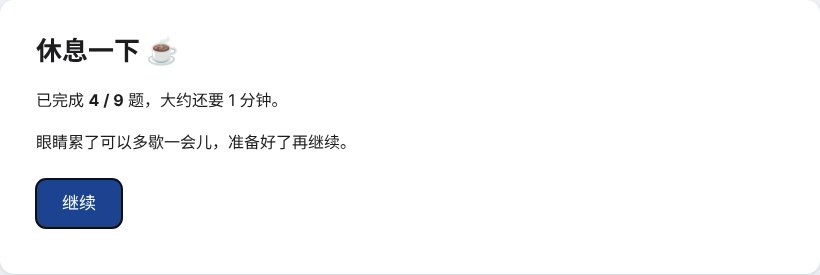 休息一下 ☕
已完成 4 / 9 题，大约还要 1 分钟。
眼睛累了可以多歇一会儿，准备好了再继续。
继续